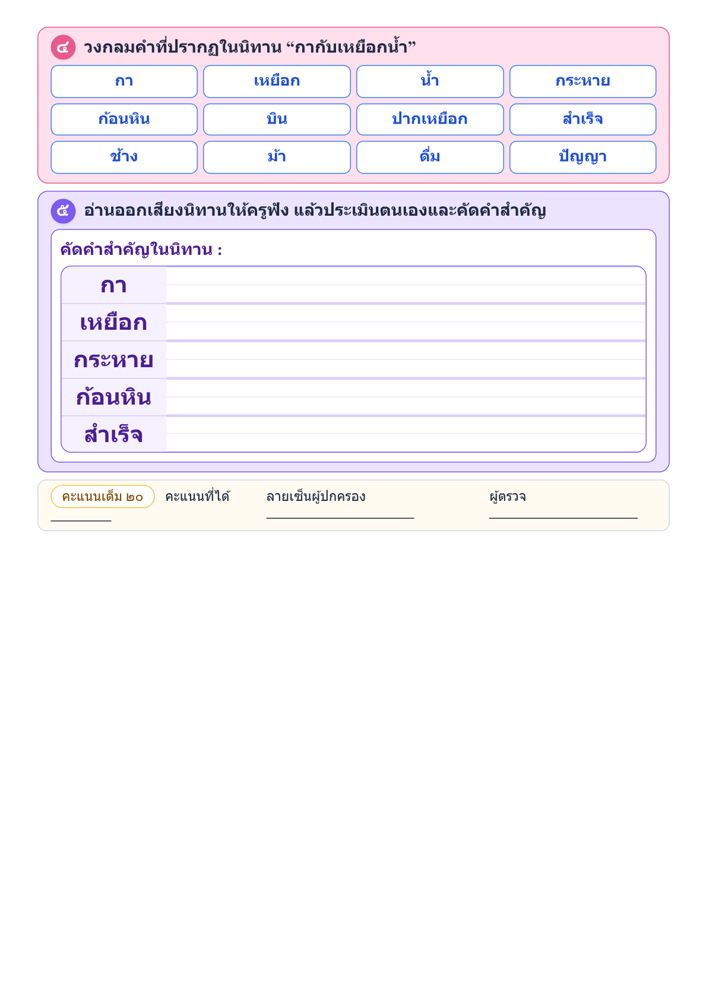 ๔ วงกลมคำที่ปรากฏในนิทาน “กากับเหยือกน้ำ”
กา เหยือก น้ำ กระหาย
ก้อนหิน บิน ปากเหยือก สำเร็จ
ช้าง ม้า ดื่ม ปัญญา
๕ อ่านออกเสียงนิทานให้ครูฟัง แล้วประเมินตนเองและคัดคำสำคัญ
คัดคำสำคัญในนิทาน :
กา
เหยือก
กระหาย
ก้อนหิน
สำเร็จ
คะแนนเต็ม ๒๐ คะแนนที่ได้ ลายเซ็นผู้ปกครอง ผู้ตรวจ